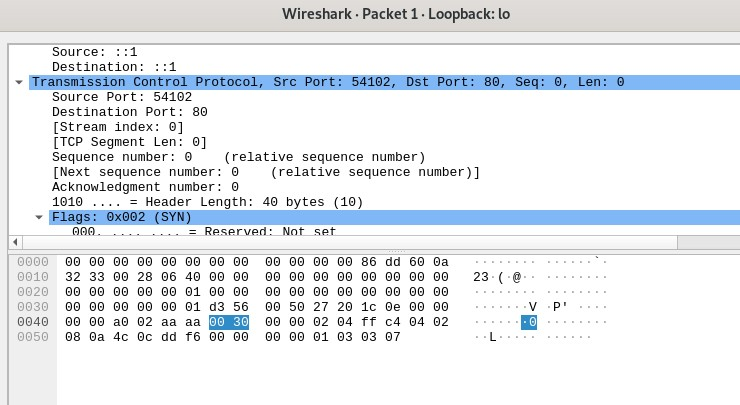 Wireshark · Packet 1 · Loopback: lo
Source: ::1
Destination: ::1
Transmission Control Protocol, Src Port: 54102, Dst Port: 80, Seq: 0, Len: 0
Source Port: 54102
Destination Port: 80
[Stream index: 0]
[TCP Segment Len: 0]
Sequence number: 0    (relative sequence number)
[Next sequence number: 0    (relative sequence number)]
Acknowledgment number: 0
1010 .... = Header Length: 40 bytes (10)
Flags: 0x002 (SYN)
000. .... .... = Reserved: Not set
0000  00 00 00 00 00 00 00 00  00 00 00 00 86 dd 60 0a  ········ ······`·
0010  32 33 00 28 06 40 00 00  00 00 00 00 00 00 00 00  23·(·@·· ········
0020  00 00 00 00 00 01 00 00  00 00 00 00 00 00 00 00  ········ ········
0030  00 00 00 00 00 01 d3 56  00 50 27 20 1c 0e 00 00  ·······V ·P' ····
0040  00 00 a0 02 aa aa 00 30  00 00 02 04 ff c4 04 02  ·······0 ········
0050  08 0a 4c 0c dd f6 00 00  00 00 01 03 03 07  ··L····· ······